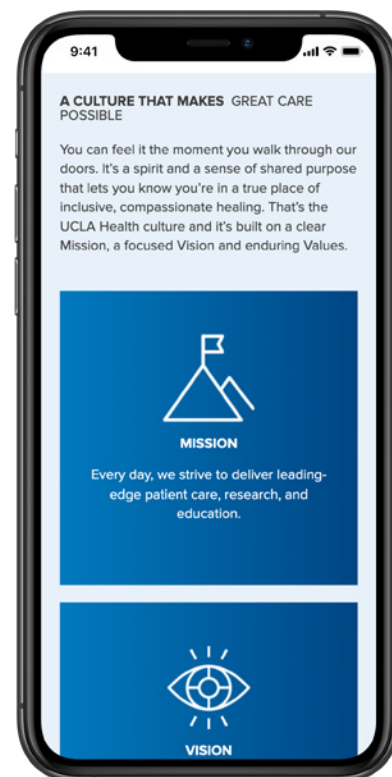 9:41
A CULTURE THAT MAKES GREAT CARE
POSSIBLE
You can feel it the moment you walk through our
doors. It's a spirit and a sense of shared purpose
that lets you know you're in a true place of
inclusive, compassionate healing. That's the
UCLA Health culture and it's built on a clear
Mission, a focused Vision and enduring Values.
MISSION
Every day, we strive to deliver leading-
edge patient care, research, and
education.
VISION